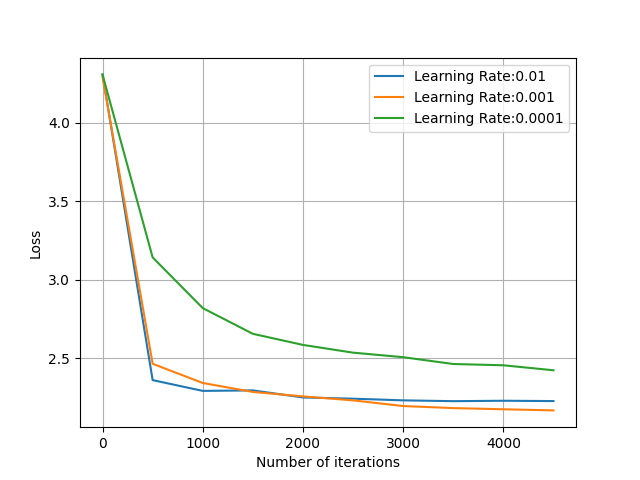 Learning Rate:0.01
Learning Rate:0.001
Learning Rate:0.0001
4.0
3.5
3.0
2.5
Loss
0 1000 2000 3000 4000
Number of iterations